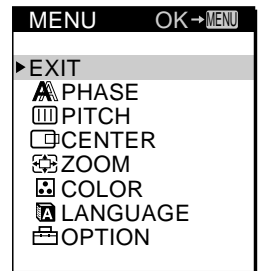 MENU OK→MENU
EXIT
PHASE
PITCH
CENTER
ZOOM
COLOR
LANGUAGE
OPTION